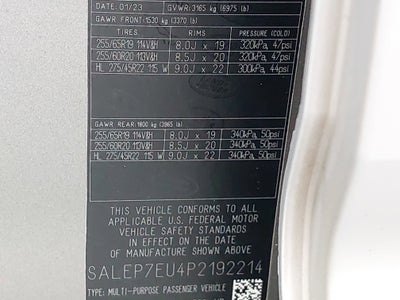 DATE: 01/23 GVWR: 3165 kg (6975 lb)
GAWR FRONT: 1530 kg (3370 lb)
TIRES RIMS PRESSURE (COLD)
255/65R19 114V&H 8.0J x 19 320kPa, 47psi
255/60R20 113V&H 8.5J x 20 320kPa, 47psi
HL 275/45R22 115 W 9.0J x 22 300kPa, 44psi
GAWR REAR: 1800 kg (3965 lb)
255/65R19 114V&H 8.0J x 19 340kPa, 50psi
255/60R20 113V&H 8.5J x 20 340kPa, 50psi
HL 275/45R22 115 W 9.0J x 22 340kPa, 50psi
THIS VEHICLE CONFORMS TO ALL
APPLICABLE U.S. FEDERAL MOTOR
VEHICLE SAFETY STANDARDS
IN EFFECT ON THE DATE
OF MANUFACTURE SHOWN ABOVE.
SALEP7EU4P2192214
TYPE: MULTI-PURPOSE PASSENGER VEHICLE